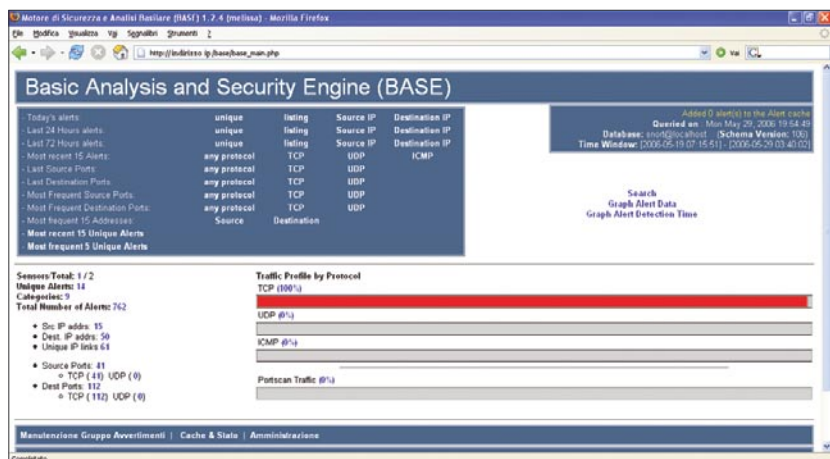 Motore di Sicurezza e Analisi Basilare (BASE) 1.2.4 (melissa) - Mozilla Firefox
File Modifica Visualizza Vai Segnalibri Strumenti ?
http://indirizzo ip/base/base_main.php
Vai
Basic Analysis and Security Engine (BASE)
- Today's alerts: unique listing Source IP Destination IP
- Last 24 Hours alerts: unique listing Source IP Destination IP
- Last 72 Hours alerts: unique listing Source IP Destination IP
- Most recent 15 Alerts: any protocol TCP UDP ICMP
- Last Source Ports: any protocol TCP UDP
- Last Destination Ports: any protocol TCP UDP
- Most Frequent Source Ports: any protocol TCP UDP
- Most Frequent Destination Ports: any protocol TCP UDP
- Most frequent 15 Addresses: Source Destination
- Most recent 15 Unique Alerts
- Most frequent 5 Unique Alerts
Added 0 alert(s) to the Alert cache
Queried on : Mon May 29, 2006 19:54:49
Database: snort@localhost (Schema Version: 106)
Time Window: [2006-05-19 07:15:51] - [2006-05-29 03:40:02]
Search
Graph Alert Data
Graph Alert Detection Time
Sensors/Total: 1 / 2
Unique Alerts: 14
Categories: 9
Total Number of Alerts: 762
Src IP addrs: 15
Dest. IP addrs: 50
Unique IP links 61
Source Ports: 41
TCP ( 41) UDP ( 0)
Dest Ports: 112
TCP ( 112) UDP ( 0)
Traffic Profile by Protocol
TCP (100%)
UDP (0%)
ICMP (0%)
Portscan Traffic (0%)
Manutenzione Gruppo Avvertimenti | Cache & Stato | Amministrazione
Completato